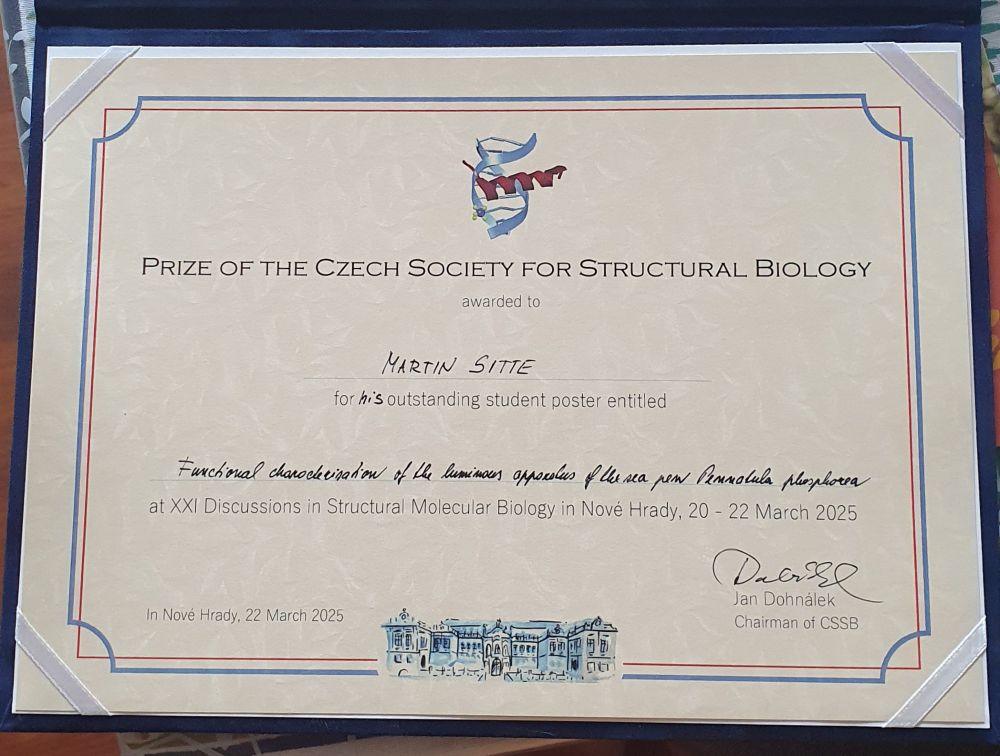 PRIZE OF THE CZECH SOCIETY FOR STRUCTURAL BIOLOGY
awarded to
MARTIN SITTE
for his outstanding student poster entitled
Functional characterisation of the luminous apparatus of the sea pen Pennatula phosphorea
at XXI Discussions in Structural Molecular Biology in Nové Hrady, 20 - 22 March 2025
In Nové Hrady, 22 March 2025
Jan Dohnálek
Chairman of CSSB